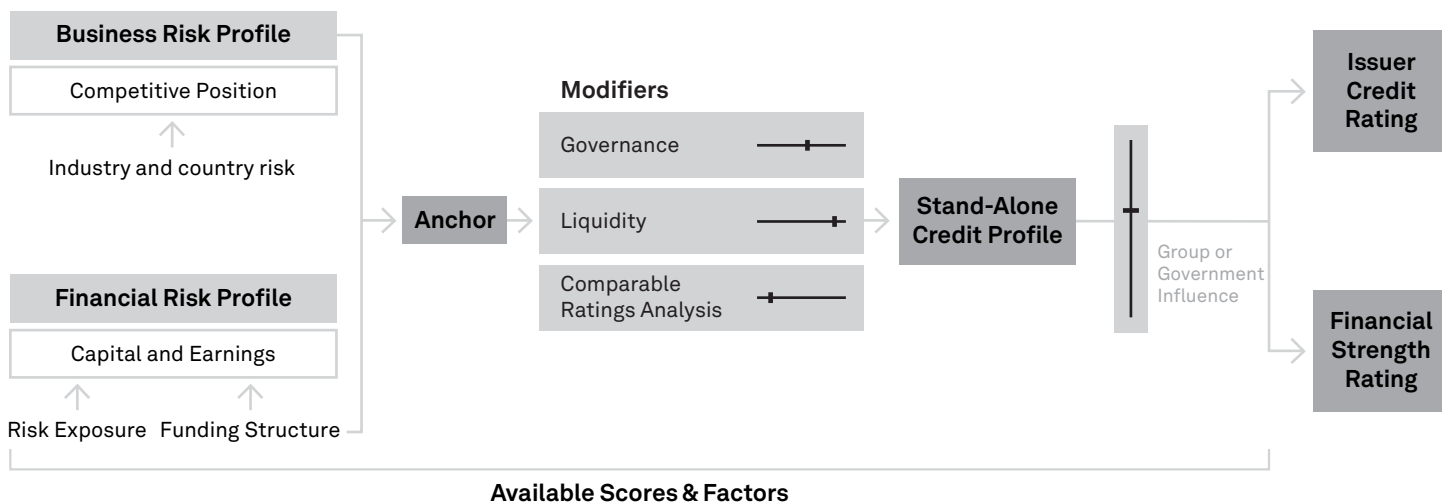 Business Risk Profile
Competitive Position
Industry and country risk
Financial Risk Profile
Capital and Earnings
Risk Exposure
Funding Structure
Anchor
Modifiers
Governance
Liquidity
Comparable
Ratings Analysis
Stand-Alone
Credit Profile
Group or
Government
Influence
Issuer
Credit
Rating
Financial
Strength
Rating
Available Scores & Factors